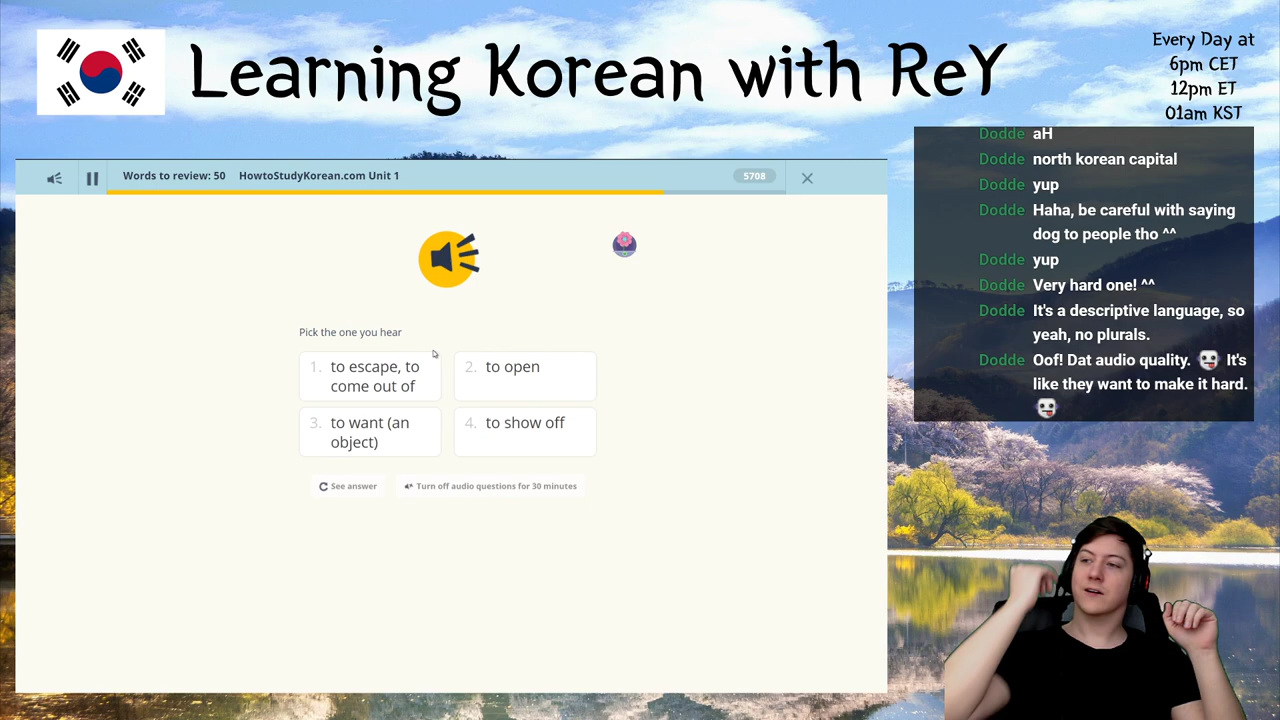 Learning Korean with ReY
Every Day at
6pm CET
12pm ET
01am KST
Words to review: 50 HowtoStudyKorean.com Unit 1
5708
Pick the one you hear
1. to escape, to
come out of
2. to open
3. to want (an
object)
4. to show off
See answer
Turn off audio questions for 30 minutes
Dodde aH
Dodde north korean capital
Dodde yup
Dodde Haha, be careful with saying
dog to people tho ^^
Dodde yup
Dodde Very hard one! ^^
Dodde It's a descriptive language, so
yeah, no plurals.
Dodde Oof! Dat audio quality. It's
like they want to make it hard.